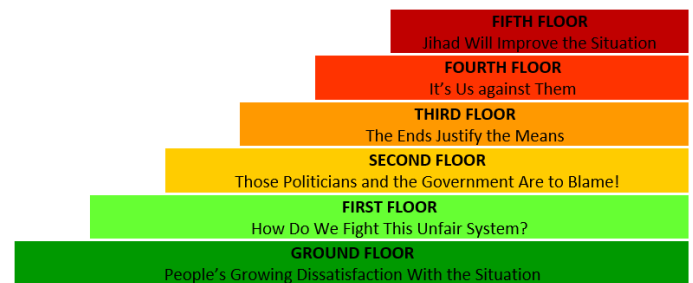 FIFTH FLOOR
Jihad Will Improve the Situation
FOURTH FLOOR
It's Us against Them
THIRD FLOOR
The Ends Justify the Means
SECOND FLOOR
Those Politicians and the Government Are to Blame!
FIRST FLOOR
How Do We Fight This Unfair System?
GROUND FLOOR
People's Growing Dissatisfaction With the Situation